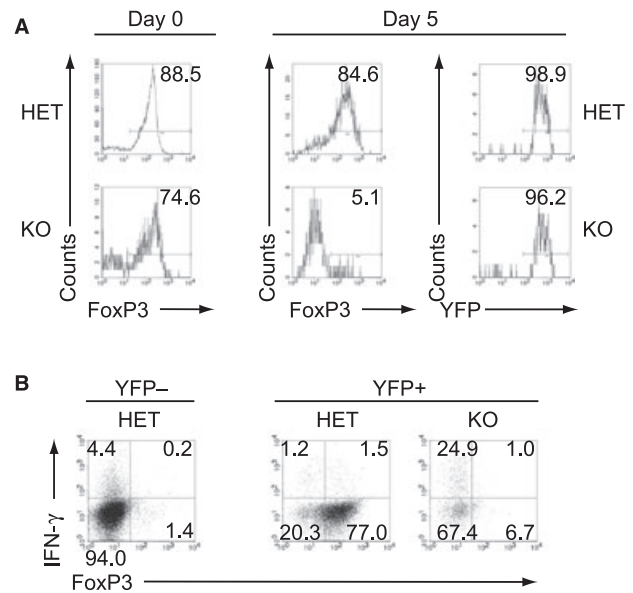 A
Day 0
Day 5
HET
88.5
84.6
98.9
HET
KO
74.6
5.1
96.2
KO
Counts
Counts
Counts
FoxP3
FoxP3
YFP
B
YFP–
YFP+
HET
HET
KO
4.4 0.2
1.2 1.5
24.9 1.0
1.4
20.3 77.0
67.4 6.7
94.0
IFN-γ
FoxP3